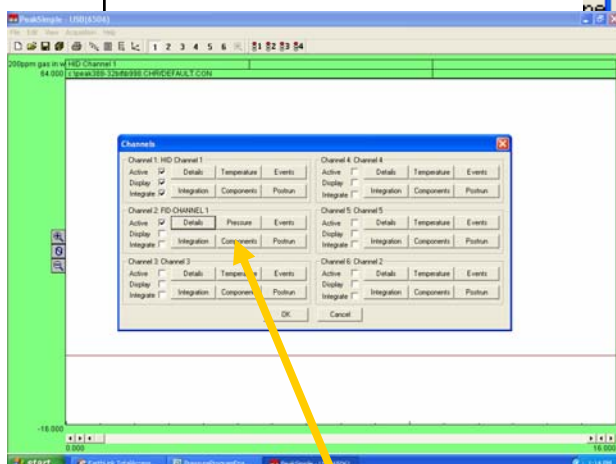 PeakSimple - USB(6504)
File Edit View Acquisition Help
1 2 3 4 5 6 1 2 3 4
200ppm gas in w HID Channel 1
64.000 DEFAULT.CON
Channels
Channel 1: HID Channel 1
Active Details Temperature Events
Display
Integrate Integration Components Postrun
Channel 2: FID-CHANNEL 1
Active Details Pressure Events
Display
Integrate Integration Components Postrun
Channel 3: Channel 3
Active Details Temperature Events
Display
Integrate Integration Components Postrun
Channel 4: Channel 4
Active Details Temperature Events
Display
Integrate Integration Components Postrun
Channel 5: Channel 5
Active Details Temperature Events
Display
Integrate Integration Components Postrun
Channel 6: Channel 2
Active Details Temperature Events
Display
Integrate Integration Components Postrun
OK Cancel
-16.000
0.000 16.000
start